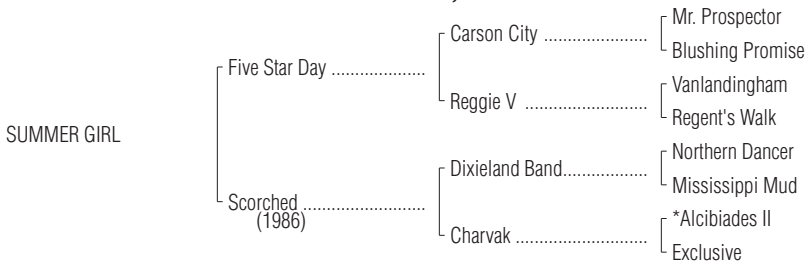 Mr. Prospector
Carson City ......................
Blushing Promise
Five Star Day ....................
Vanlandingham
Reggie V ..........................
Regent's Walk
SUMMER GIRL
Northern Dancer
Dixieland Band..................
Mississippi Mud
Scorched ..........................
(1986)
*Alcibiades II
Charvak ............................
Exclusive